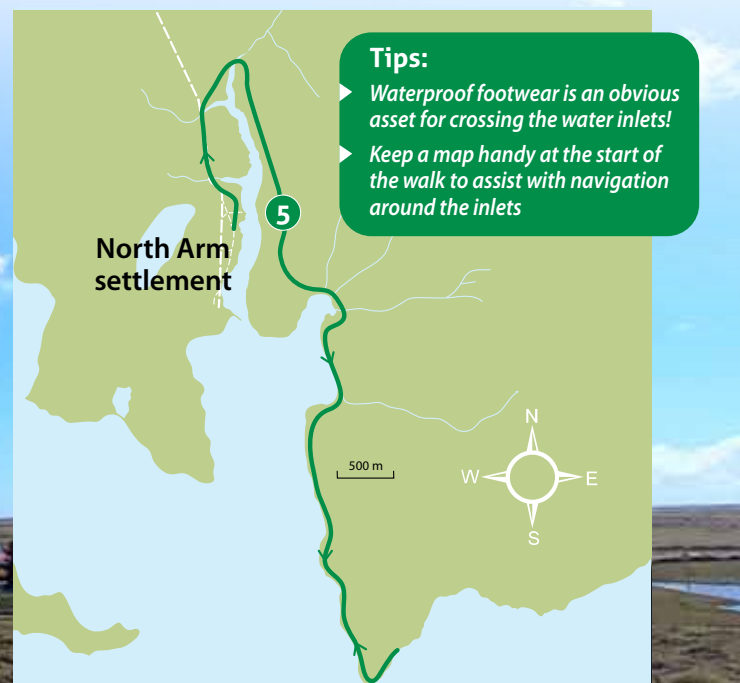 Tips:
Waterproof footwear is an obvious
asset for crossing the water inlets!
Keep a map handy at the start of
the walk to assist with navigation
around the inlets
5
North Arm
settlement
500 m
N
W
E
S